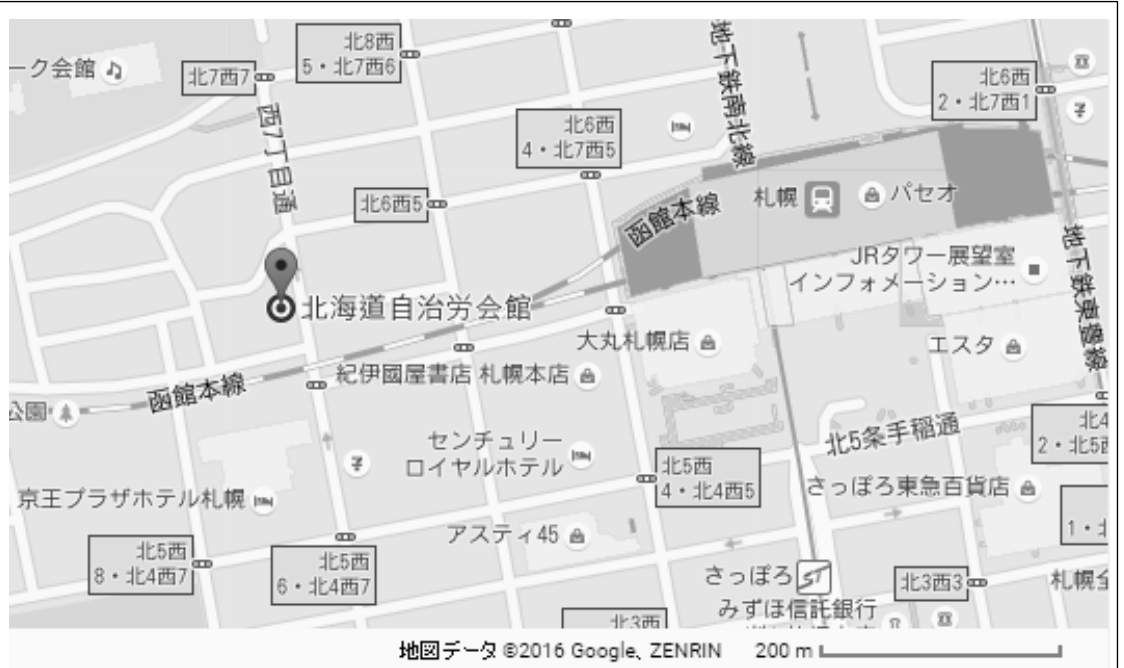 北8西
5・北7西6
ーク会館
北7西7
地下鉄南北線
北6西
2・北7西1
西7丁目通
北6西
4・北7西5
北6西5
函館本線
札幌
パセオ
JRタワー展望室
インフォメーション…
地下鉄東豊線
北海道自治労会館
大丸札幌店
エスタ
紀伊國屋書店 札幌本店
函館本線
公園
北5条手稲通
北4
2・北5西
センチュリー
ロイヤルホテル
北5西
4・北4西5
さっぽろ東急百貨店
京王プラザホテル札幌
アスティ45
1・北
北5西
8・北4西7
北5西
6・北4西7
さっぽろ
北3西3
札幌全
みずほ信託銀行
北3西
地図データ ©2016 Google、ZENRIN
200 m